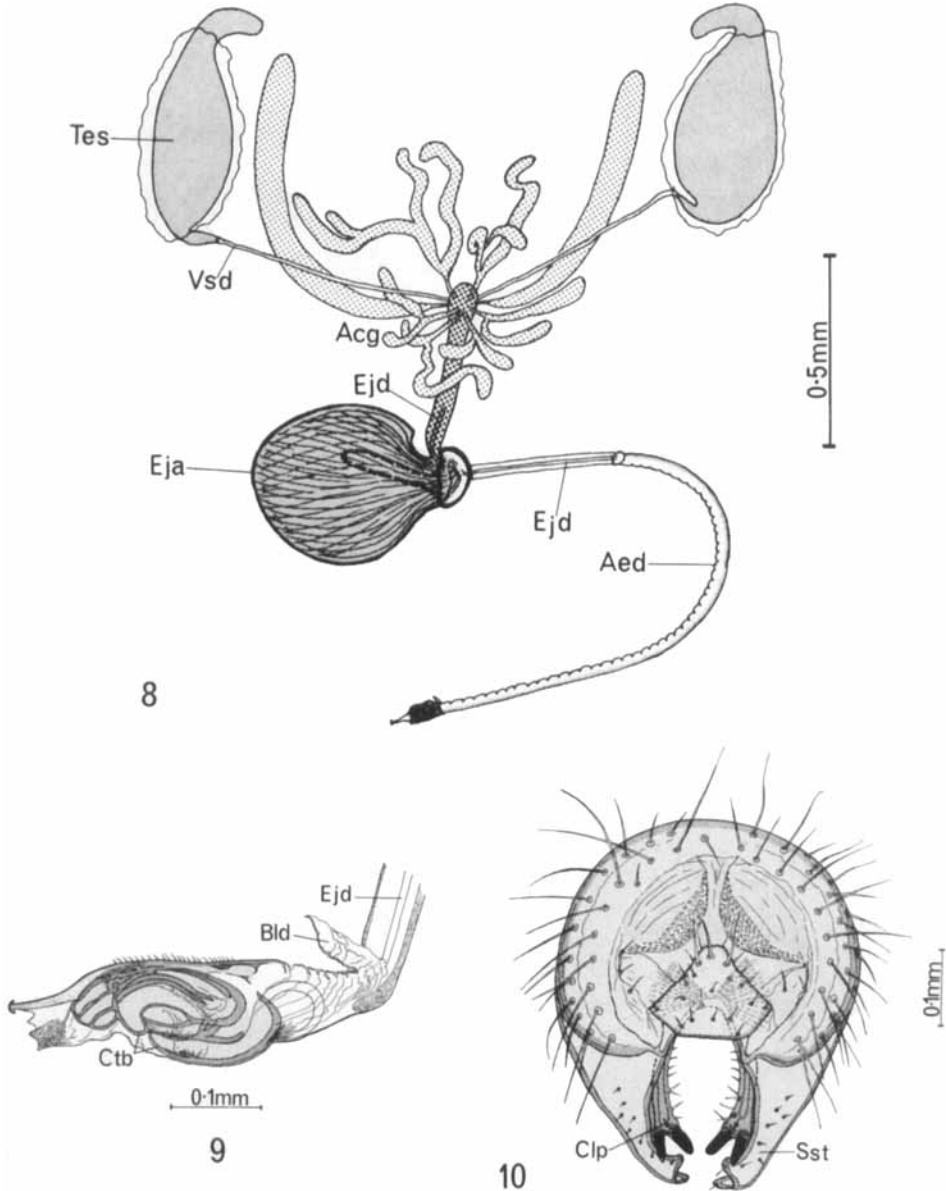 Tes
Vsd
Acg
Ejd
Eja
Ejd
Aed
0·5mm
8
Ejd
Bld
Ctb
0·1mm
9
0·1mm
Clp
Sst
10